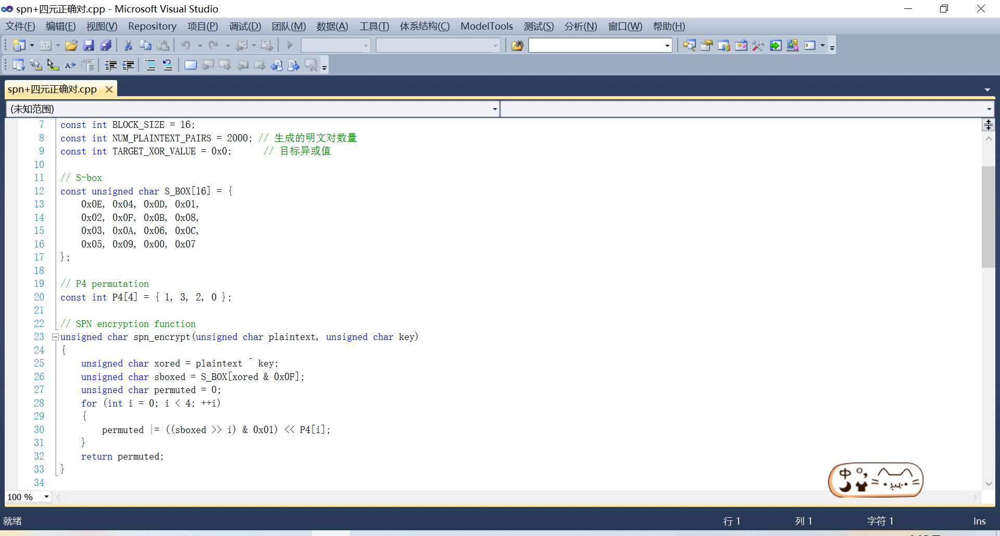 spn+四元正确对.cpp - Microsoft Visual Studio
文件(F) 编辑(E) 视图(V) Repository 项目(P) 调试(D) 团队(M) 数据(A) 工具(T) 体系结构(C) ModelTools 测试(S) 分析(N) 窗口(W) 帮助(H)
spn+四元正确对.cpp
(未知范围)
7 const int BLOCK_SIZE = 16;
8 const int NUM_PLAINTEXT_PAIRS = 2000; // 生成的明文对数量
9 const int TARGET_XOR_VALUE = 0x0; // 目标异或值
10
11 // S-box
12 const unsigned char S_BOX[16] = {
13 0x0E, 0x04, 0x0D, 0x01,
14 0x02, 0x0F, 0x0B, 0x08,
15 0x03, 0x0A, 0x06, 0x0C,
16 0x05, 0x09, 0x00, 0x07
17 };
18
19 // P4 permutation
20 const int P4[4] = { 1, 3, 2, 0 };
21
22 // SPN encryption function
23 unsigned char spn_encrypt(unsigned char plaintext, unsigned char key)
24 {
25 unsigned char xored = plaintext ^ key;
26 unsigned char sboxed = S_BOX[xored & 0x0F];
27 unsigned char permuted = 0;
28 for (int i = 0; i < 4; ++i)
29 {
30 permuted |= ((sboxed >> i) & 0x01) << P4[i];
31 }
32 return permuted;
33 }
34
中
100 %
就绪 行 1 列 1 字符 1 Ins